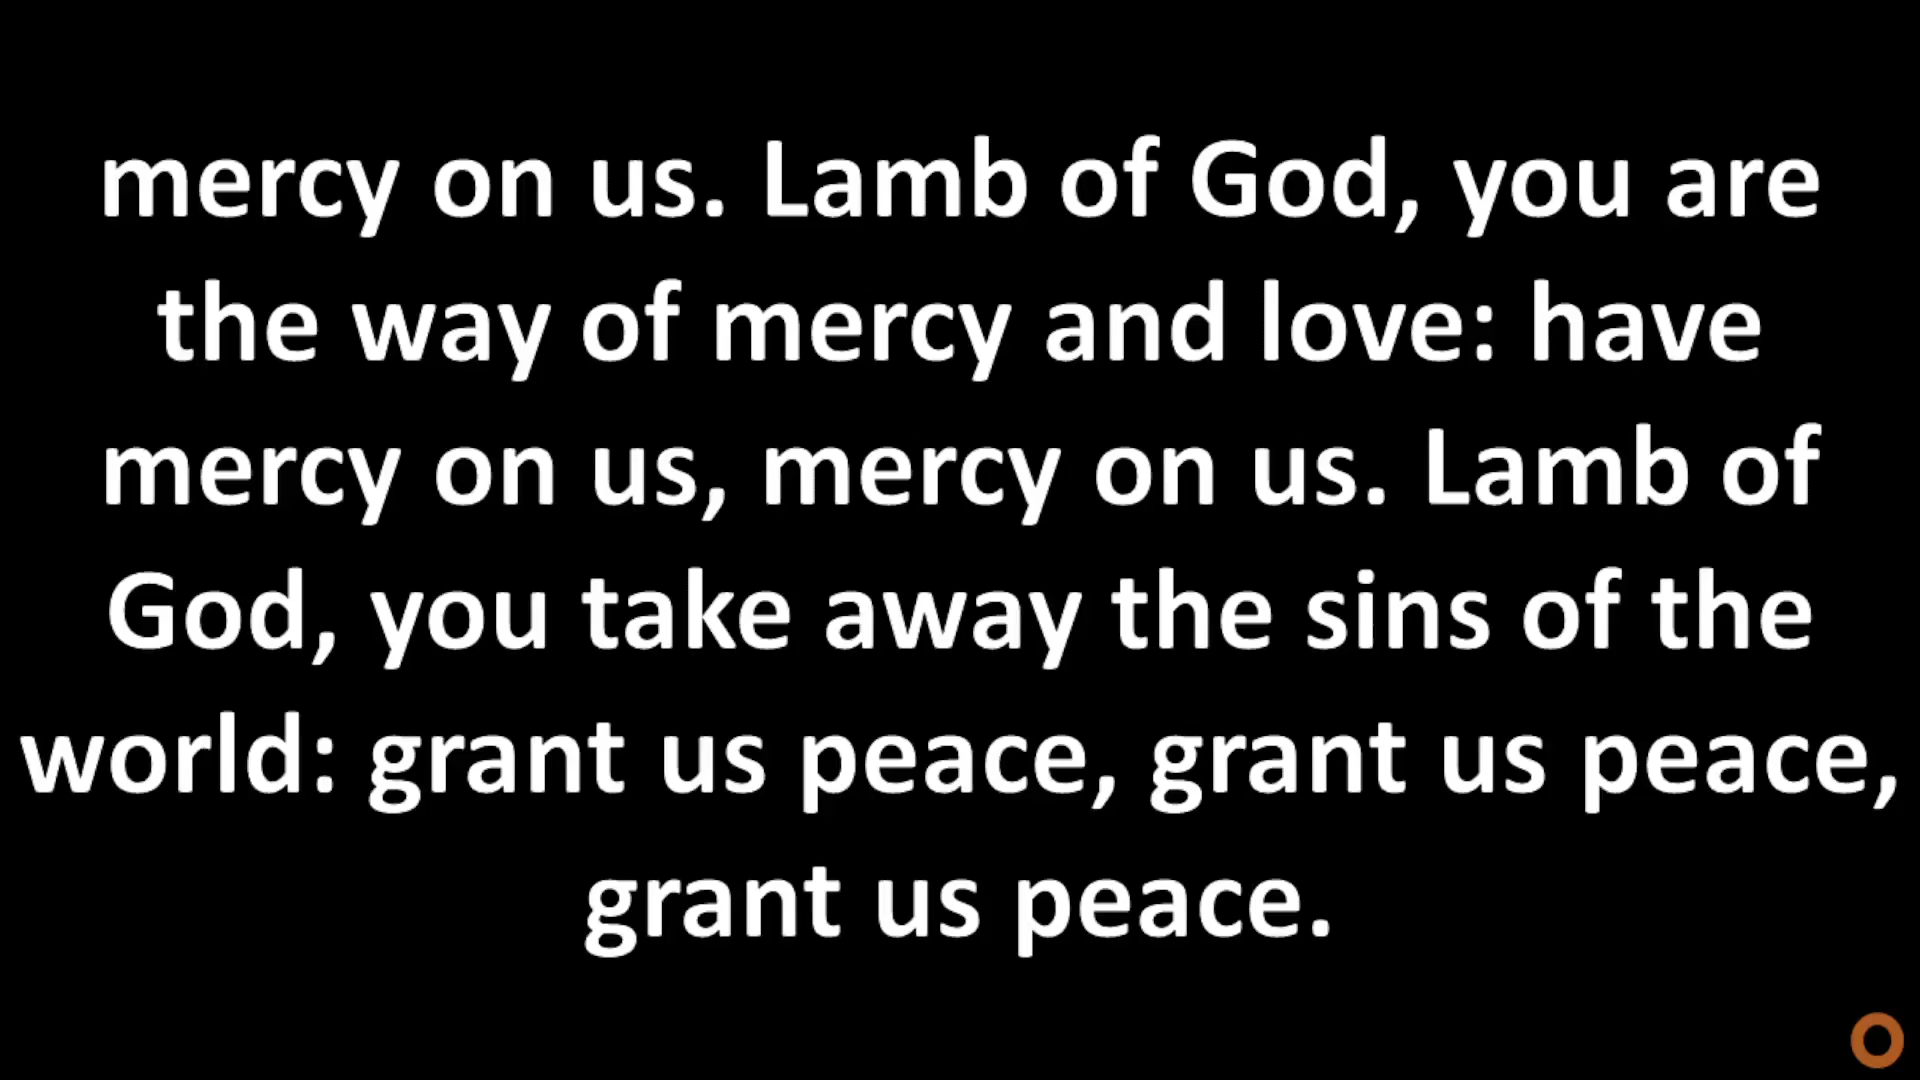 mercy on us. Lamb of God, you are
the way of mercy and love: have
mercy on us, mercy on us. Lamb of
God, you take away the sins of the
world: grant us peace, grant us peace,
grant us peace.